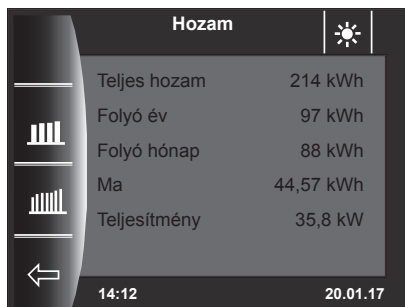 Hozam
Teljes hozam 214 kWh
Folyó év 97 kWh
Folyó hónap 88 kWh
Ma 44,57 kWh
Teljesítmény 35,8 kW
14:12 20.01.17